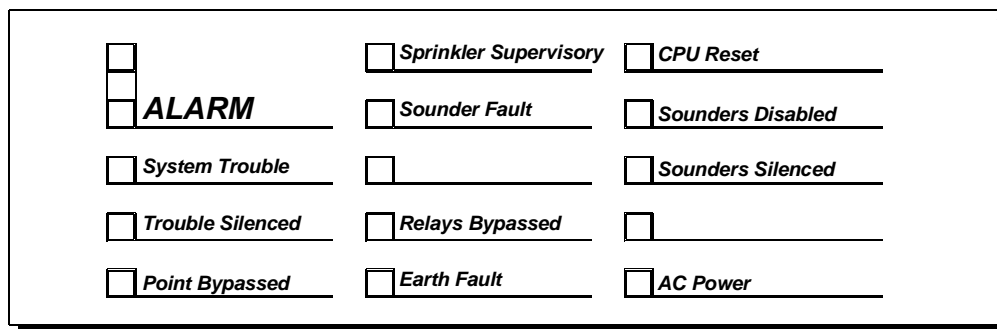 ALARM
System Trouble
Trouble Silenced
Point Bypassed
Sprinkler Supervisory
Sounder Fault
Relays Bypassed
Earth Fault
CPU Reset
Sounders Disabled
Sounders Silenced
AC Power